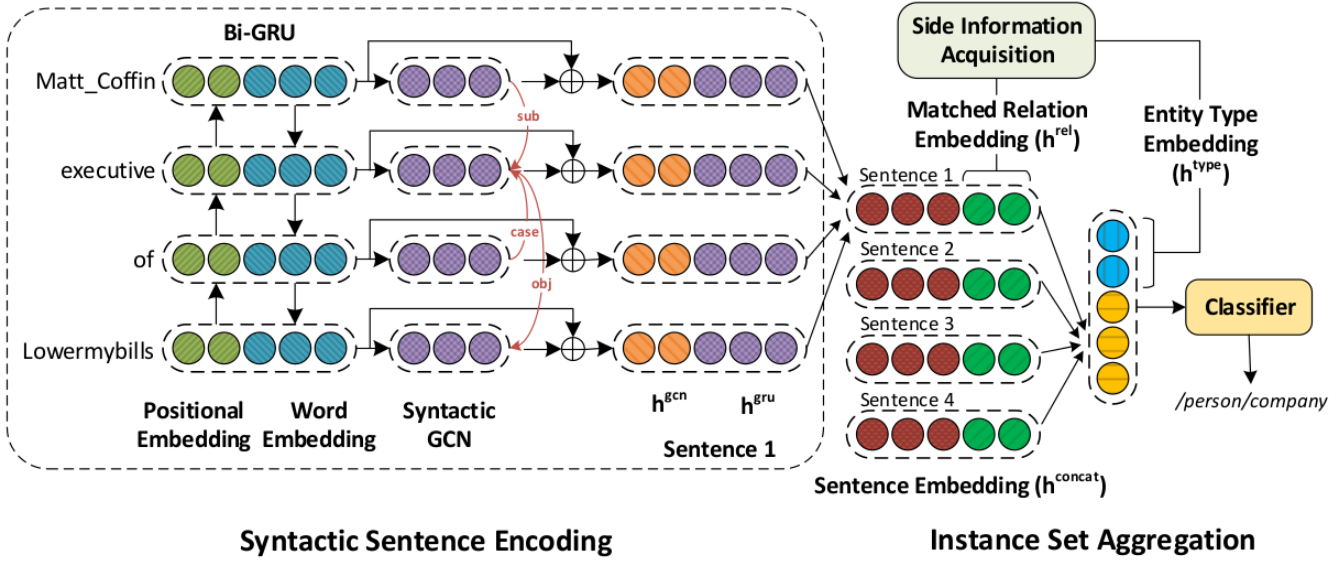 Bi-GRU
Matt_Coffin
executive
of
Lowermybills
sub
case
obj
Positional
Embedding
Word
Embedding
Syntactic
GCN
h^gcn
h^gru
Sentence 1
Syntactic Sentence Encoding
Side Information
Acquisition
Matched Relation
Embedding (h^rel)
Entity Type
Embedding
(h^type)
Sentence 1
Sentence 2
Sentence 3
Sentence 4
Sentence Embedding (h^concat)
Classifier
/person/company
Instance Set Aggregation